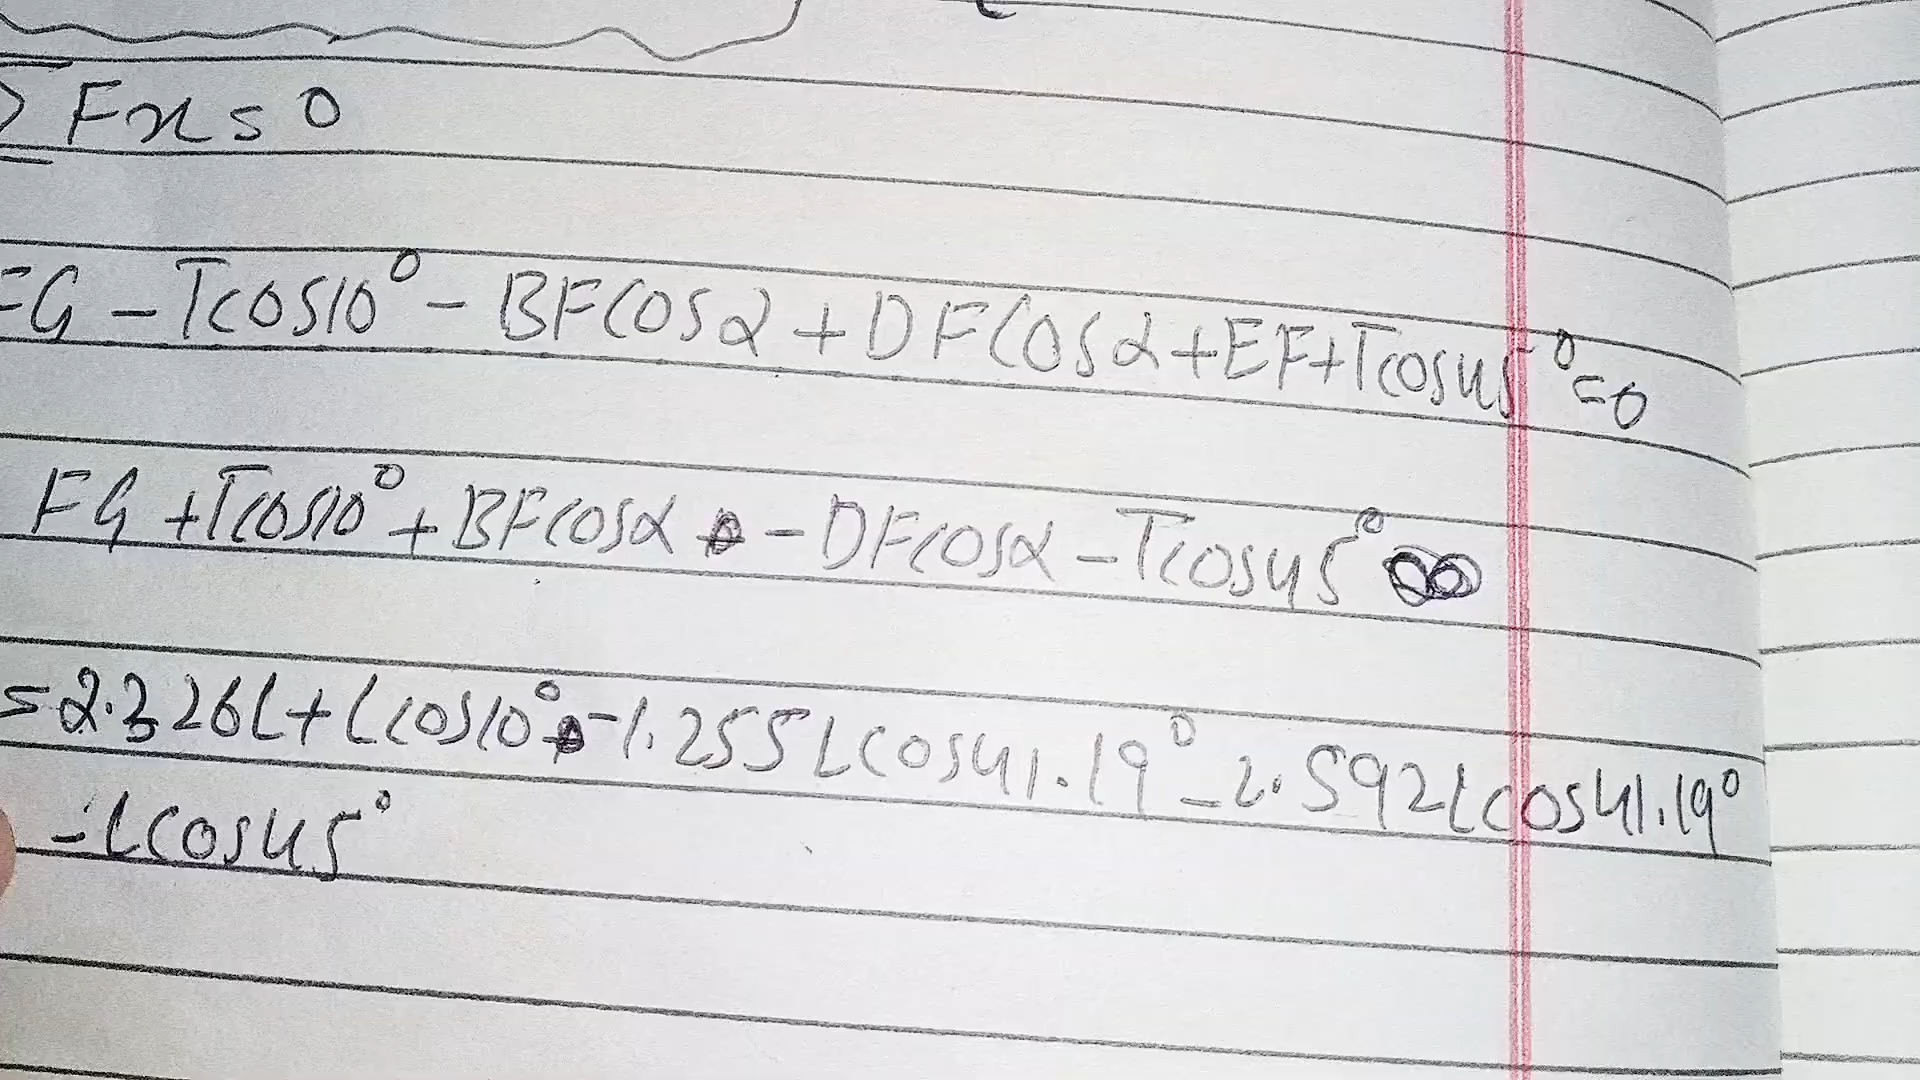 ∑Fx = 0
FG - Tcos10° - BFcosα + DFcosα + EF + Tcos45° = 0
FG + Tcos10° + BFcosα - DFcosα - Tcos45°
= 2.326L + Lcos10° - 1.255Lcos41.19° - 2.592Lcos41.19°
- Lcos45°